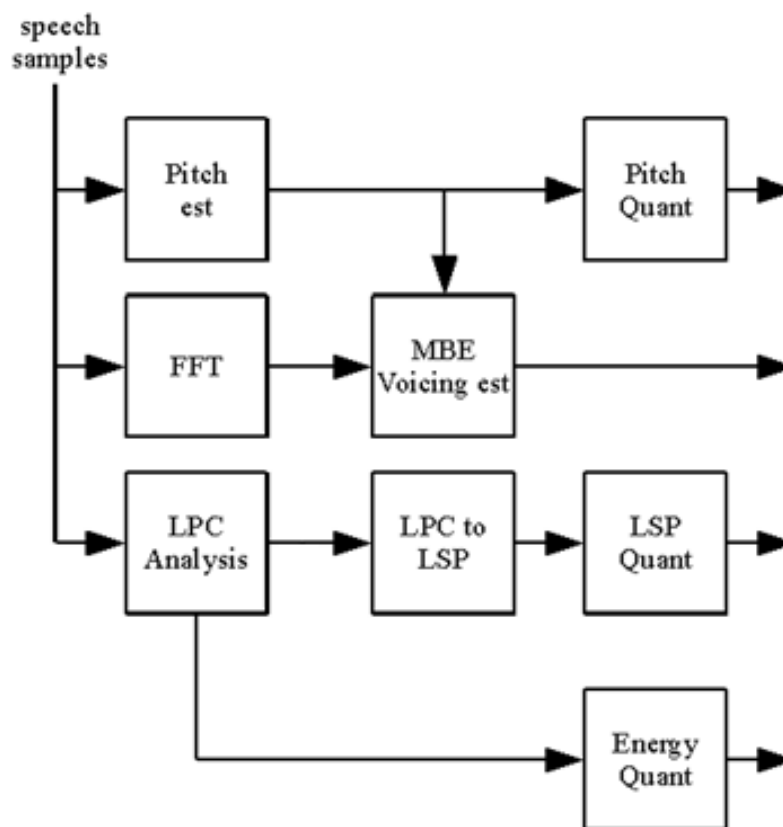 speech
samples
Pitch
est
Pitch
Quant
FFT
MBE
Voicing est
LPC
Analysis
LPC to
LSP
LSP
Quant
Energy
Quant